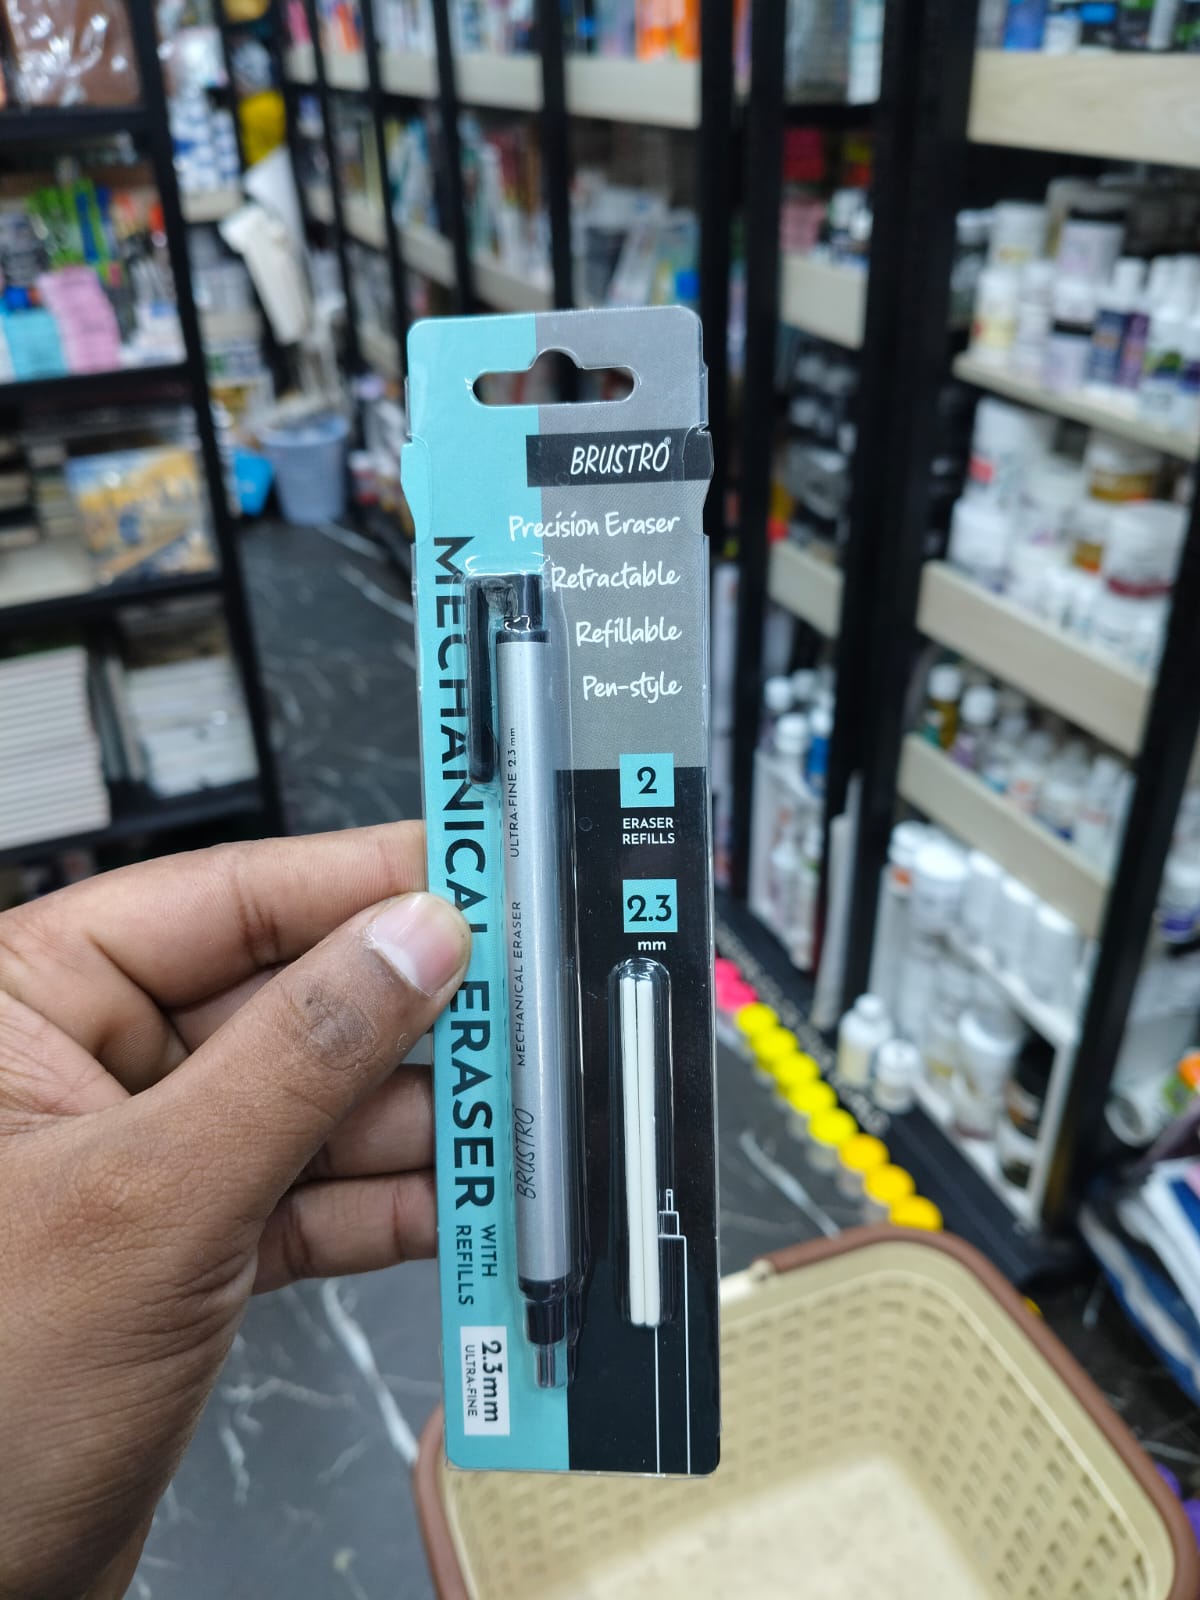 BRUSTRO®
Precision Eraser
Retractable
Refillable
Pen-style
MECHANICAL ERASER
WITH
REFILLS
2.3mm
ULTRA-FINE
BRUSTRO
MECHANICAL ERASER
ULTRA-FINE 2.3 mm
2
ERASER
REFILLS
2.3
mm